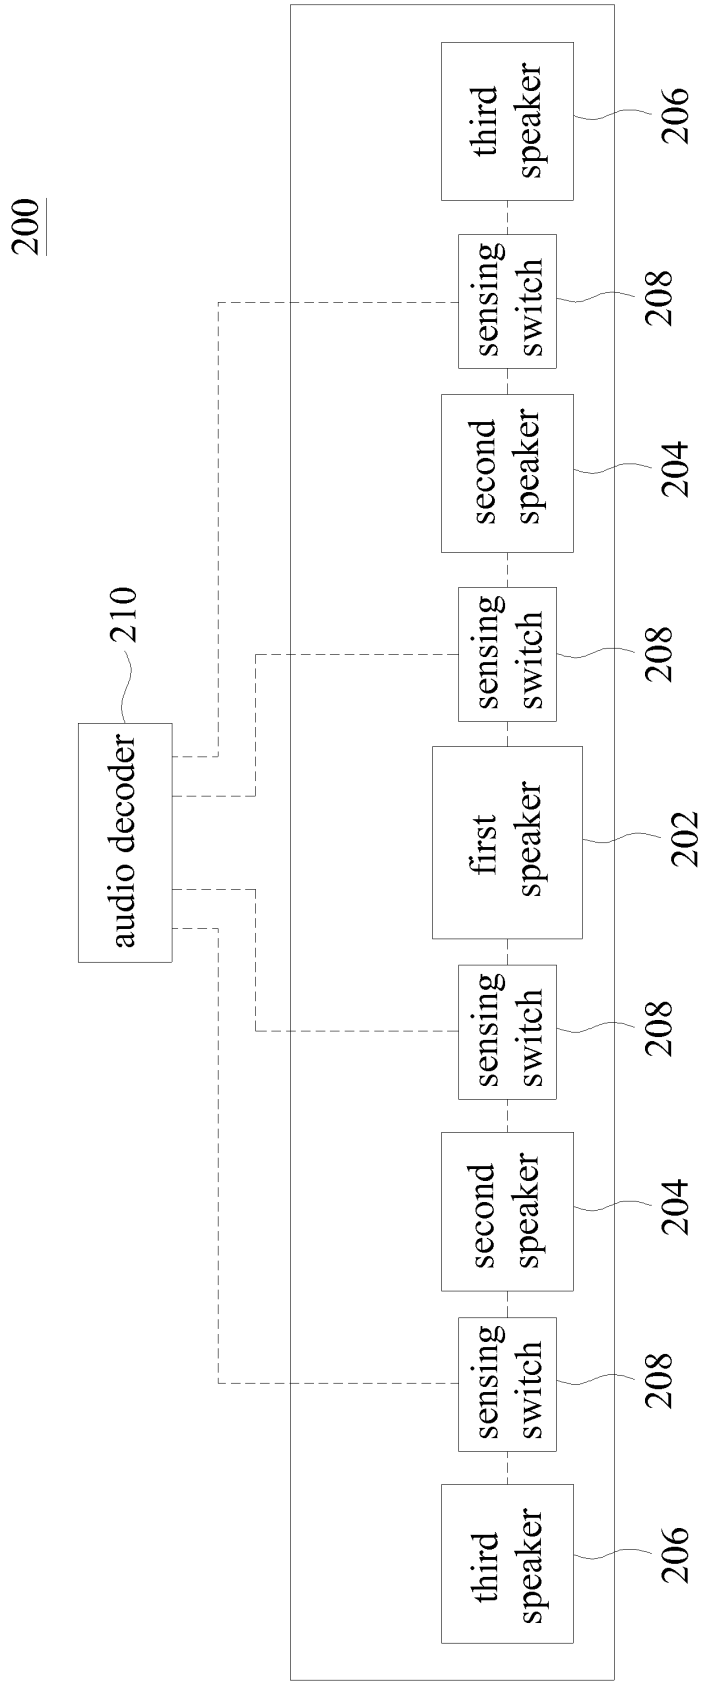 200
210
audio decoder
third
speaker
sensing
switch
second
speaker
sensing
switch
first
speaker
sensing
switch
second
speaker
sensing
switch
third
speaker
206
208
204
208
202
208
204
208
206